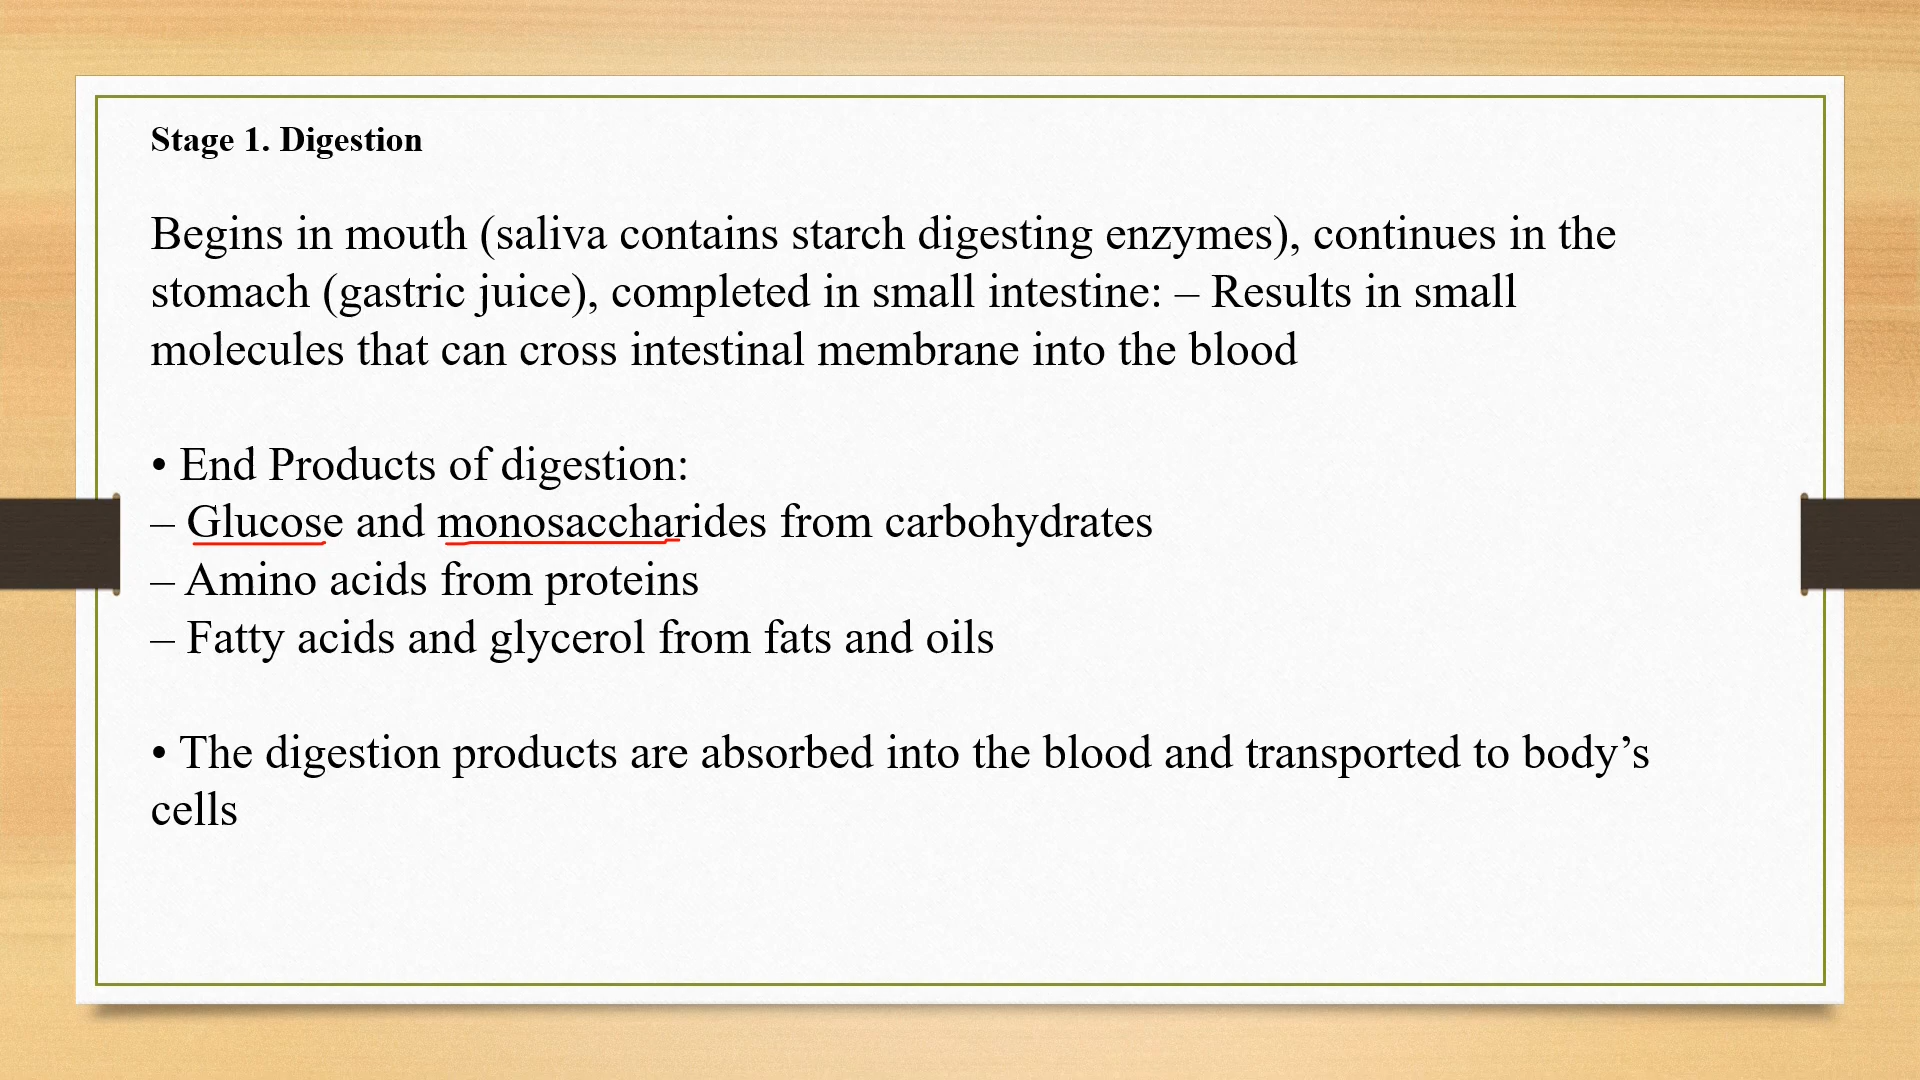 Stage 1. Digestion
Begins in mouth (saliva contains starch digesting enzymes), continues in the
stomach (gastric juice), completed in small intestine: – Results in small
molecules that can cross intestinal membrane into the blood
• End Products of digestion:
– Glucose and monosaccharides from carbohydrates
– Amino acids from proteins
– Fatty acids and glycerol from fats and oils
• The digestion products are absorbed into the blood and transported to body’s
cells